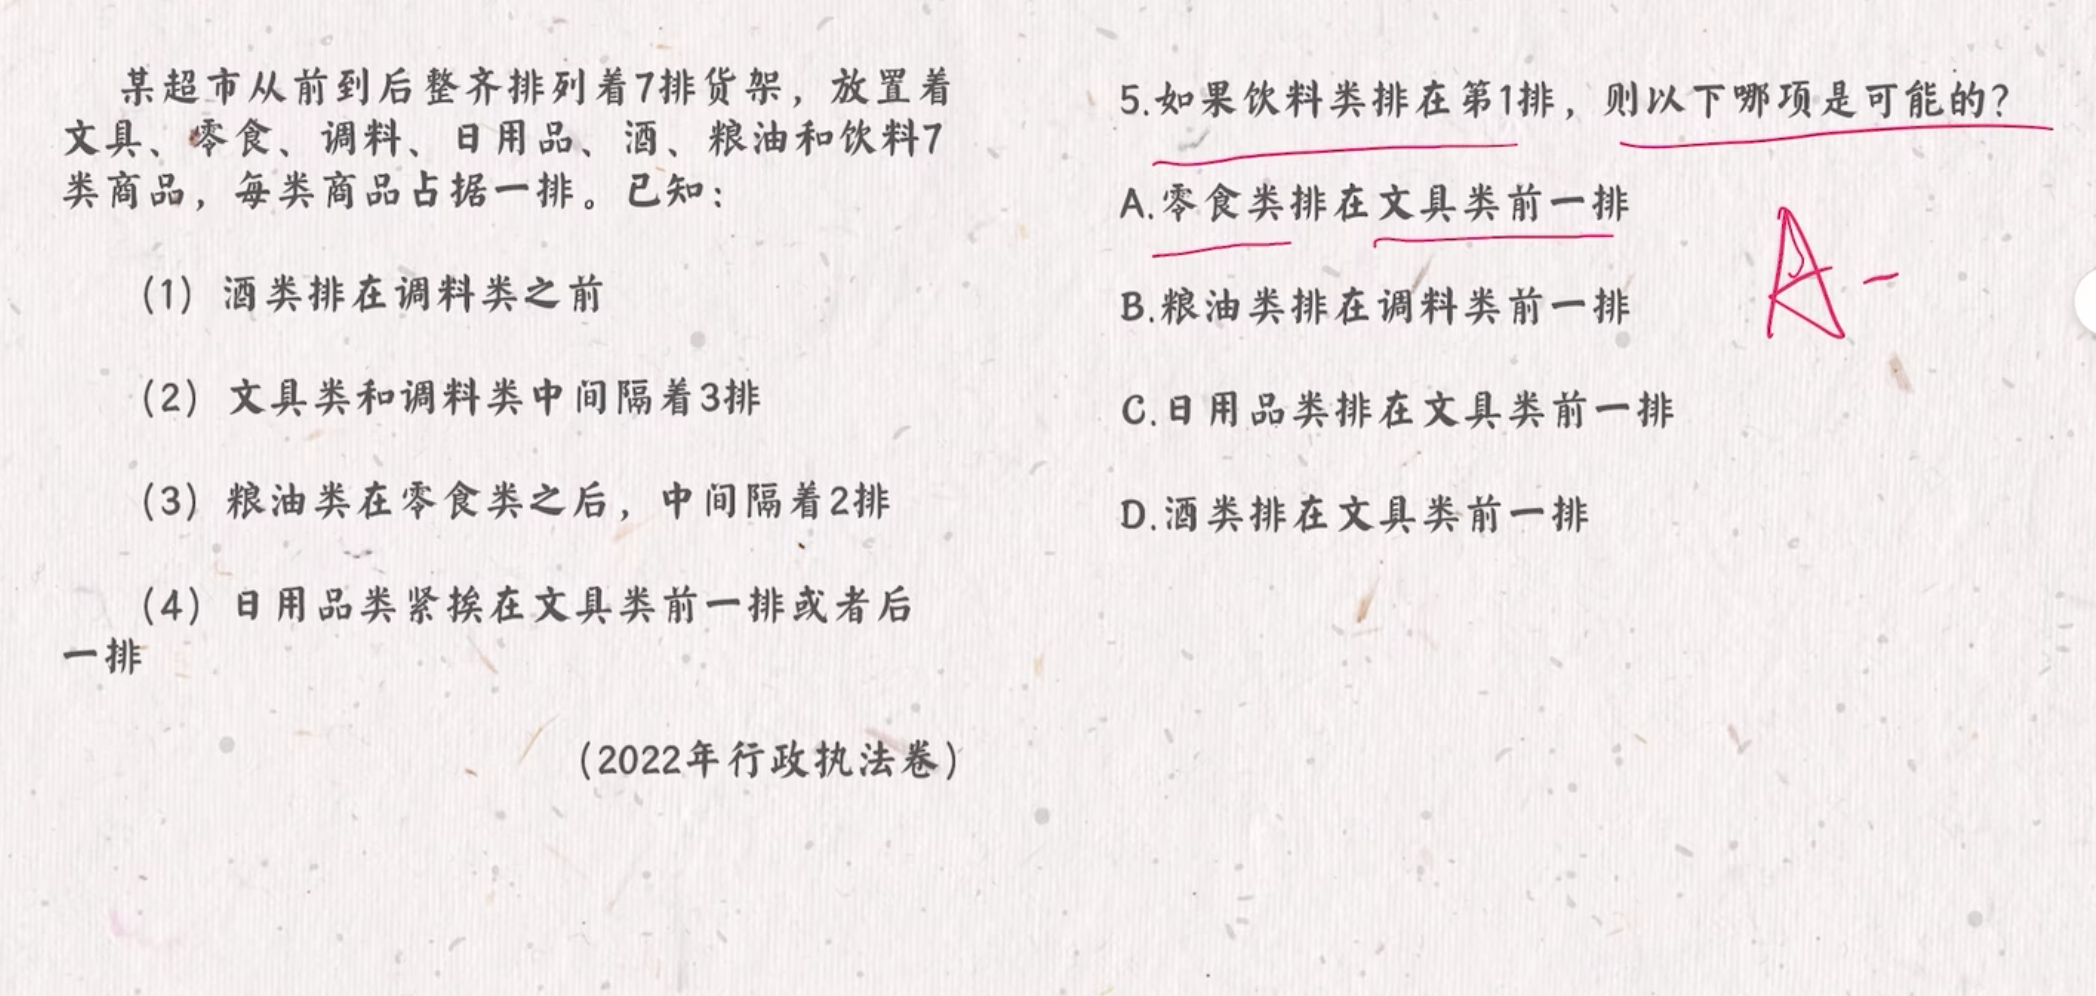 某超市从前到后整齐排列着7排货架，放置着
文具、零食、调料、日用品、酒、粮油和饮料7
类商品，每类商品占据一排。已知：
（1）酒类排在调料类之前
（2）文具类和调料类中间隔着3排
（3）粮油类在零食类之后，中间隔着2排
（4）日用品类紧挨在文具类前一排或者后
一排
（2022年行政执法卷）
5.如果饮料类排在第1排，则以下哪项是可能的？
A.零食类排在文具类前一排
B.粮油类排在调料类前一排
C.日用品类排在文具类前一排
D.酒类排在文具类前一排
A-